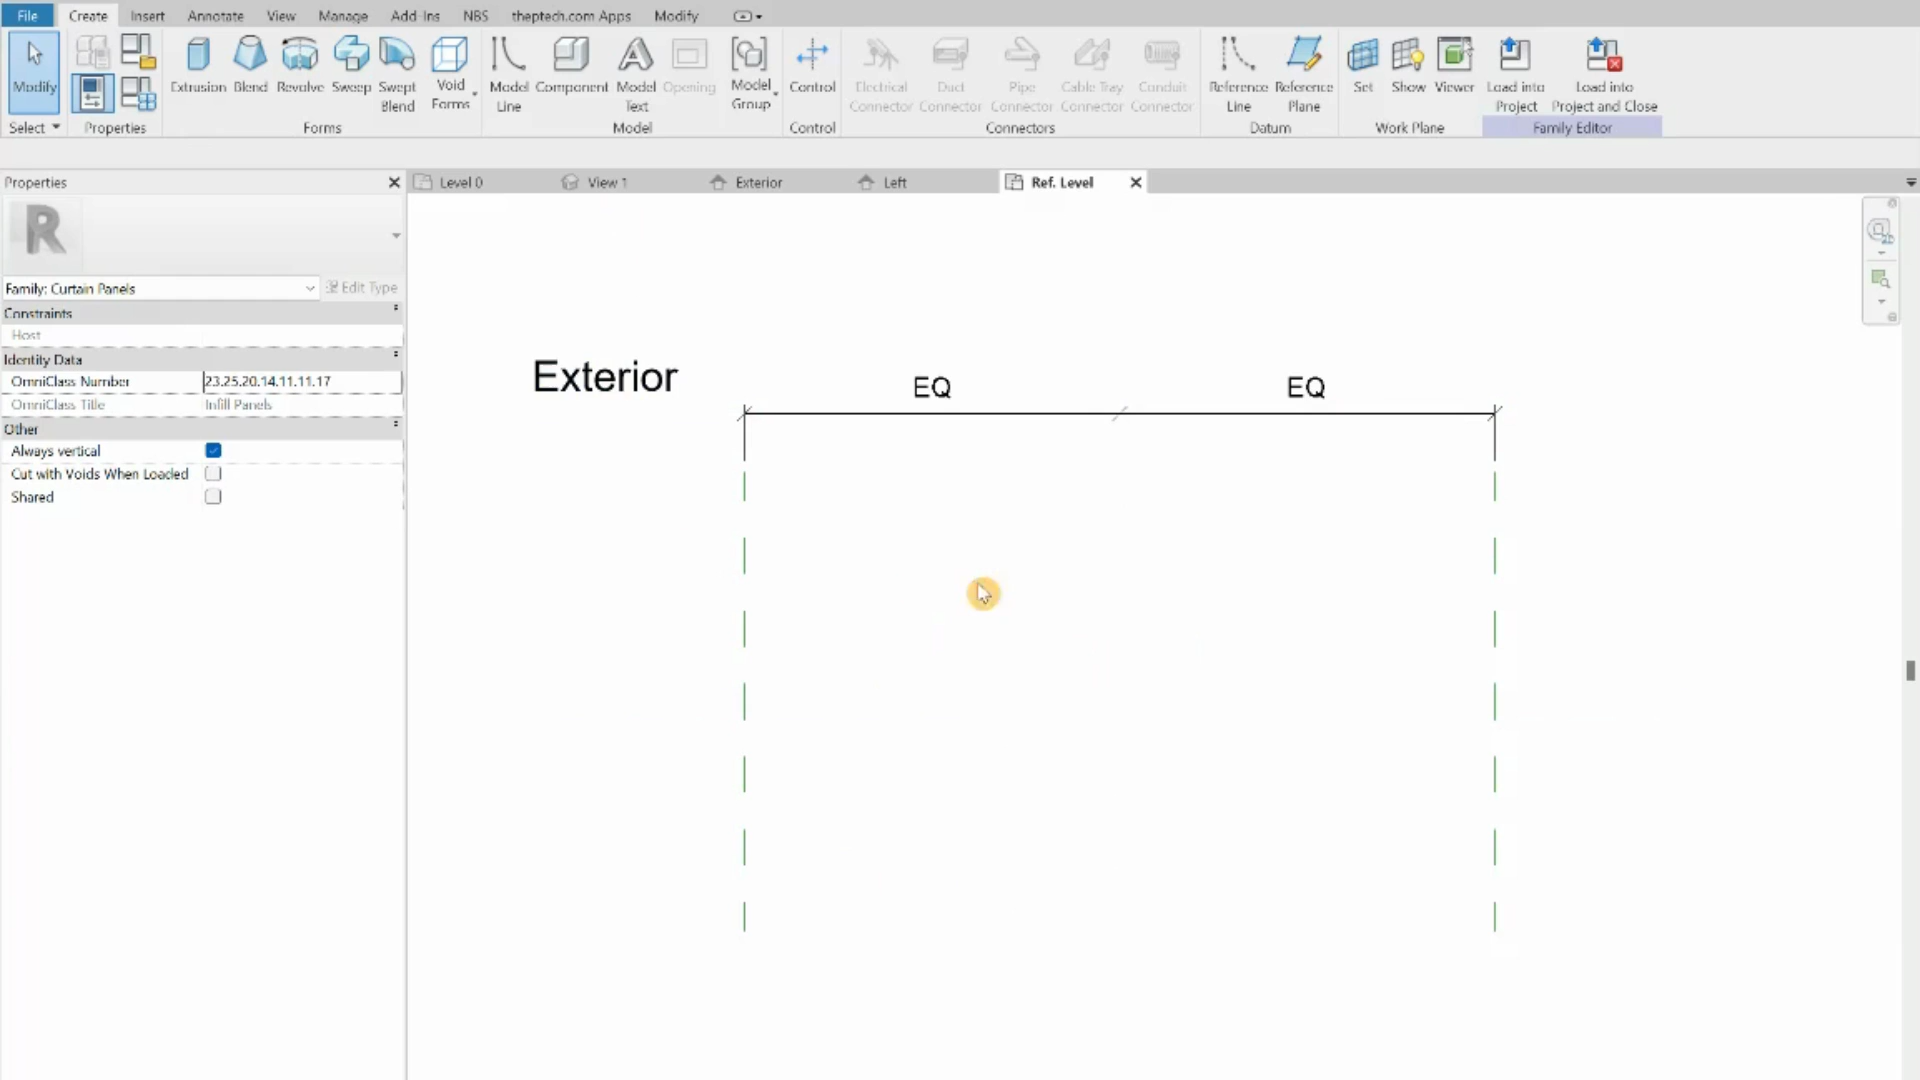 File Create Insert Annotate View Manage Add-Ins NBS theptech.com Apps Modify
Modify Extrusion Blend Revolve Sweep Swept Blend Void Forms Model Line Component Model Text Opening Model Group Control Electrical Connector Duct Connector Pipe Connector Cable Tray Connector Conduit Connector Reference Line Reference Plane Set Show Viewer Load into Project Load into Project and Close
Select Properties Forms Model Control Connectors Datum Work Plane Family Editor
Properties Level 0 View 1 Exterior Left Ref. Level
R
Family: Curtain Panels Edit Type
Constraints
Host
Identity Data
OmniClass Number 23.25.20.14.11.11.17
OmniClass Title Infill Panels
Other
Always vertical
Cut with Voids When Loaded
Shared
Exterior
EQ EQ